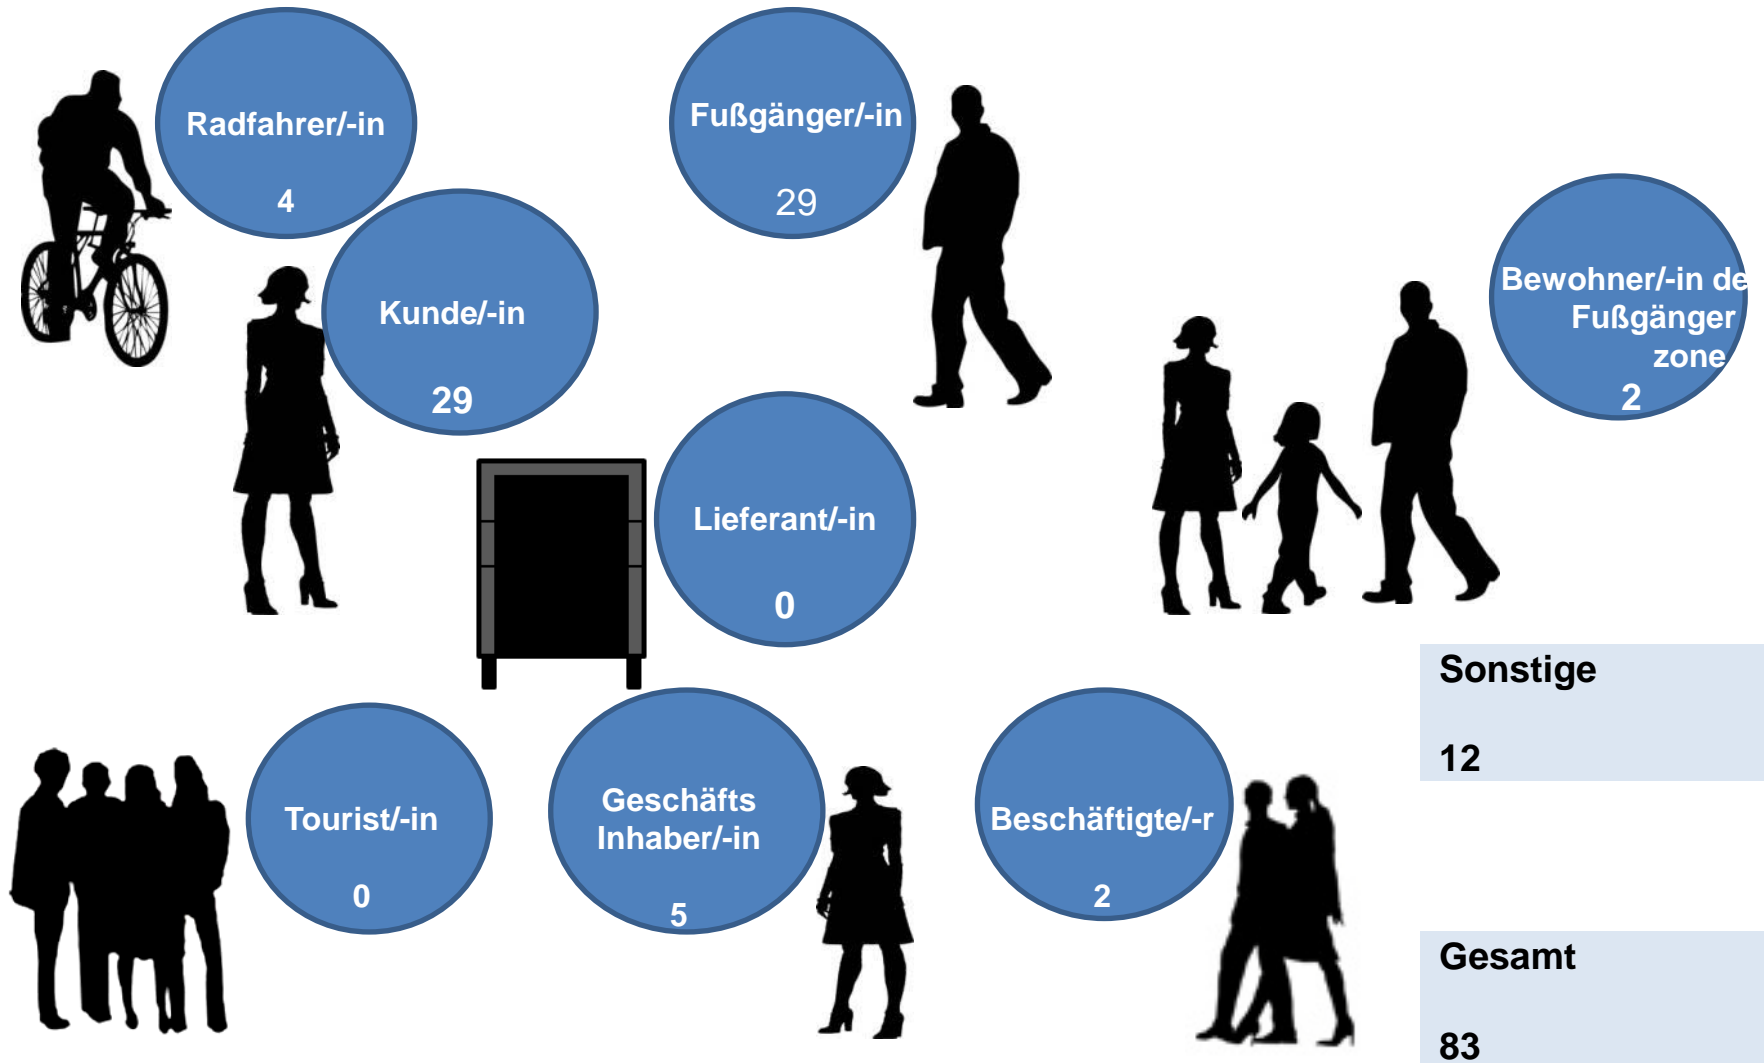 Radfahrer/-in
4
Fußgänger/-in
29
Kunde/-in
29
Bewohner/-in de
Fußgänger
zone
2
Lieferant/-in
0
Sonstige
12
Tourist/-in
0
Geschäfts
Inhaber/-in
5
Beschäftigte/-r
2
Gesamt
83